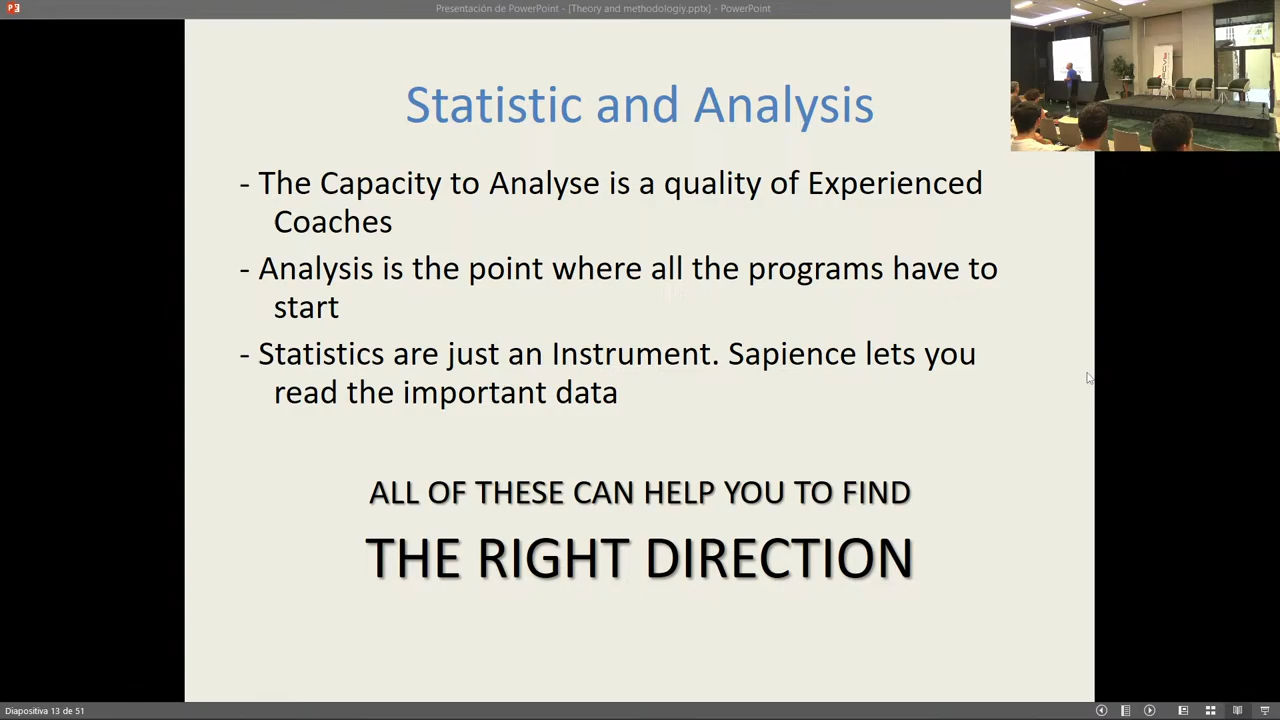 Presentación de PowerPoint - [Theory and methodologiy.pptx] - PowerPoint
Statistic and Analysis
- The Capacity to Analyse is a quality of Experienced
Coaches
- Analysis is the point where all the programs have to
start
- Statistics are just an Instrument. Sapience lets you
read the important data
ALL OF THESE CAN HELP YOU TO FIND
THE RIGHT DIRECTION
Diapositiva 13 de 51